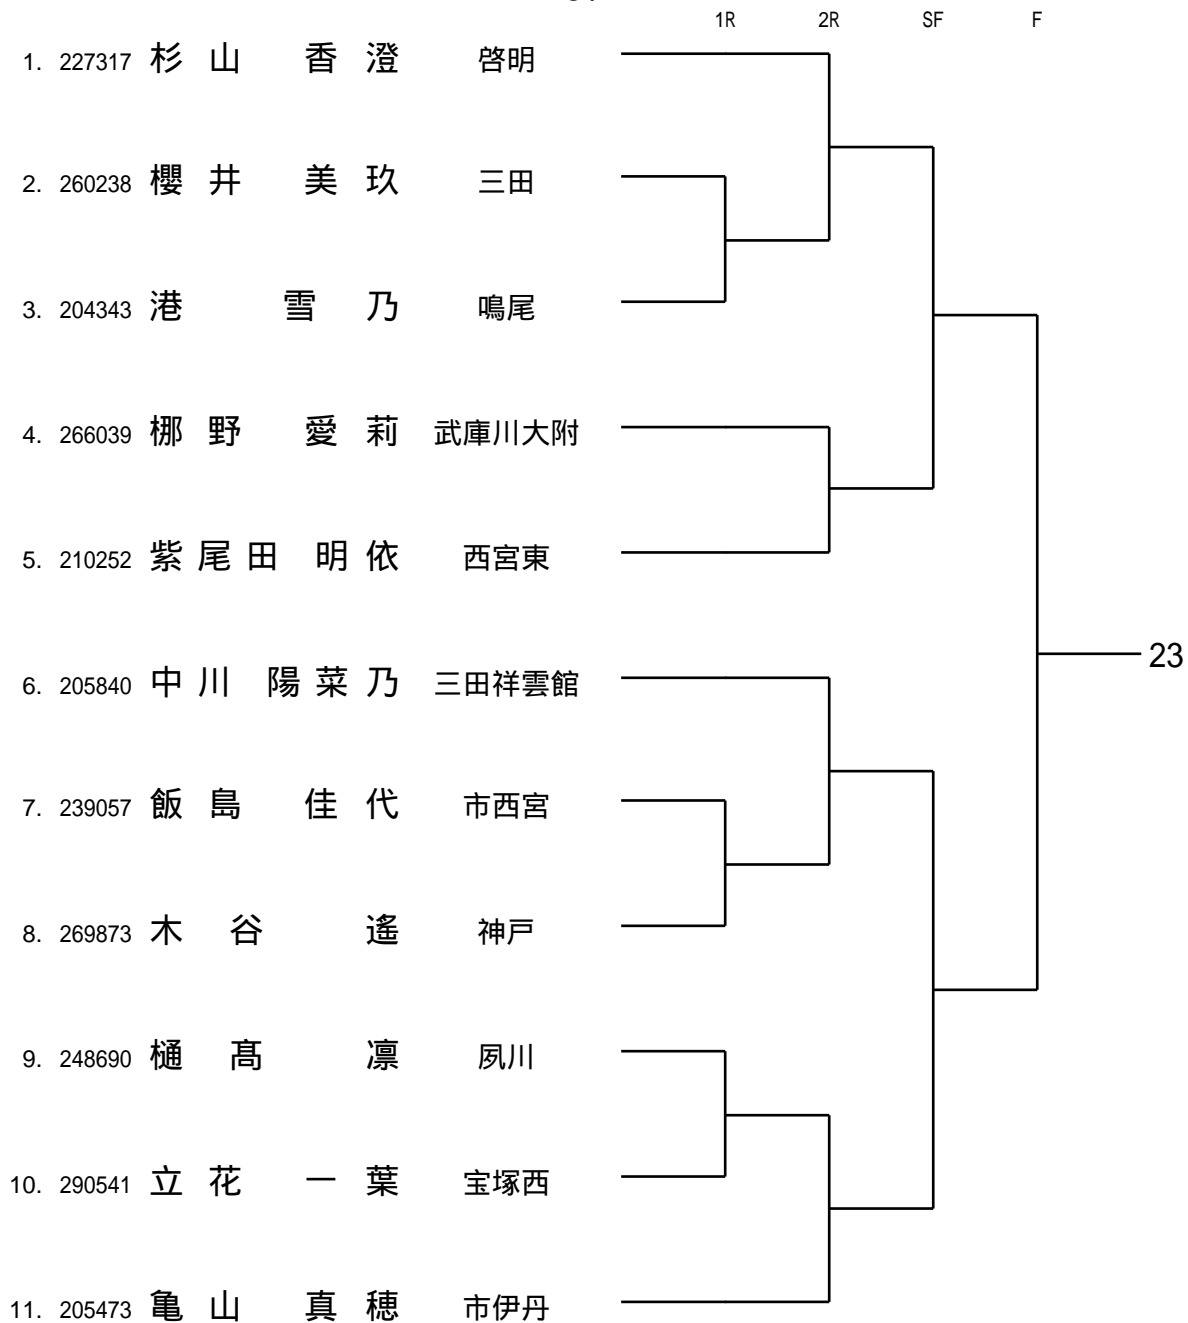 1R 2R SF F
1. 227317 杉山 香澄 啓明
2. 260238 櫻井 美玖 三田
3. 204343 港 雪乃 鳴尾
4. 266039 梛野 愛莉 武庫川大附
5. 210252 紫尾田 明依 西宮東
23
6. 205840 中川 陽菜乃 三田祥雲館
7. 239057 飯島 佳代 市西宮
8. 269873 木谷 遙 神戸
9. 248690 樋髙 凛 夙川
10. 290541 立花 一葉 宝塚西
11. 205473 亀山 真穂 市伊丹